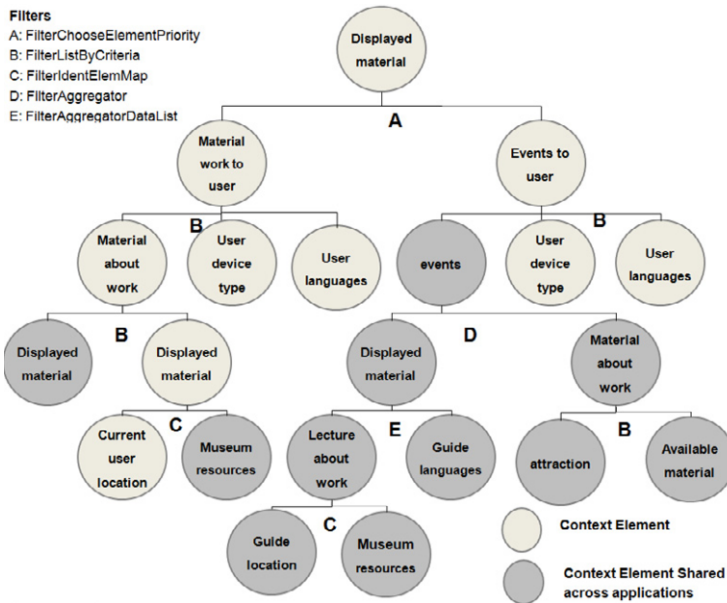 Filters
A: FilterChooseElementPriority
B: FilterListByCriteria
C: FilterIdentElemMap
D: FilterAggregator
E: FilterAggregatorDataList
Displayed
material
A
Material
work to
user
Events to
user
B
B
Material
about
work
User
device
type
User
languages
events
User
device
type
User
languages
B
D
Displayed
material
Displayed
material
Displayed
material
Material
about
work
C
E
B
Current
user
location
Museum
resources
Lecture
about
work
Guide
languages
attraction
Available
material
C
Guide
location
Museum
resources
Context Element
Context Element Shared
across applications